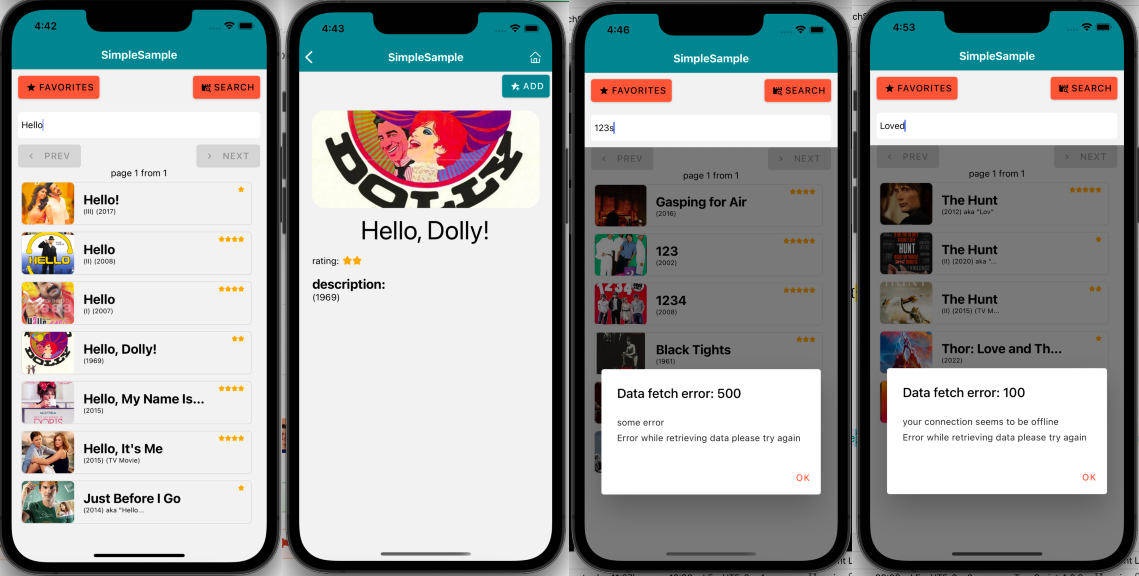 4:42
SimpleSample
FAVORITES
SEARCH
Hello
PREV
NEXT
page 1 from 1
Hello!
(III) (2017)
Hello
(II) (2008)
HELLO
Hello
(I) (2007)
Hello, Dolly!
(1969)
DOLLY
Hello, My Name Is...
(2015)
DORIS
Hello, It's Me
(2015) (TV Movie)
Just Before I Go
(2014) aka "Hello...
4:43
SimpleSample
ADD
DOLLY
Hello, Dolly!
rating:
description:
(1969)
4:46
SimpleSample
FAVORITES
SEARCH
123s
PREV
NEXT
page 1 from 1
Gasping for Air
(2016)
123
(2002)
1234
(2008)
Black Tights
(1961)
Data fetch error: 500
some error
Error while retrieving data please try again
OK
4:53
SimpleSample
FAVORITES
SEARCH
Loved
PREV
NEXT
page 1 from 1
The Hunt
(2012) aka "Lov"
The Hunt
(II) (2020) aka "...
The Hunt
(II) (2015) (TV M...
Thor: Love and Th...
(2022)
Data fetch error: 100
your connection seems to be offline
Error while retrieving data please try again
OK